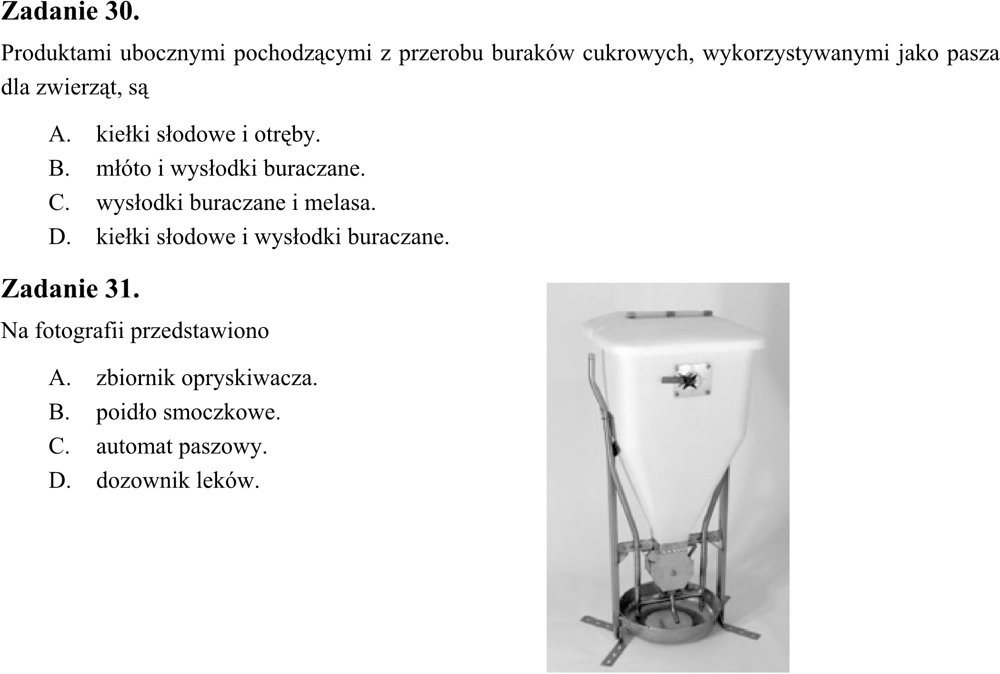 Zadanie 30.
Produktami ubocznymi pochodzącymi z przerobu buraków cukrowych, wykorzystywanymi jako pasza
dla zwierząt, są
A. kiełki słodowe i otręby.
B. młóto i wysłodki buraczane.
C. wysłodki buraczane i melasa.
D. kiełki słodowe i wysłodki buraczane.
Zadanie 31.
Na fotografii przedstawiono
A. zbiornik opryskiwacza.
B. poidło smoczkowe.
C. automat paszowy.
D. dozownik leków.